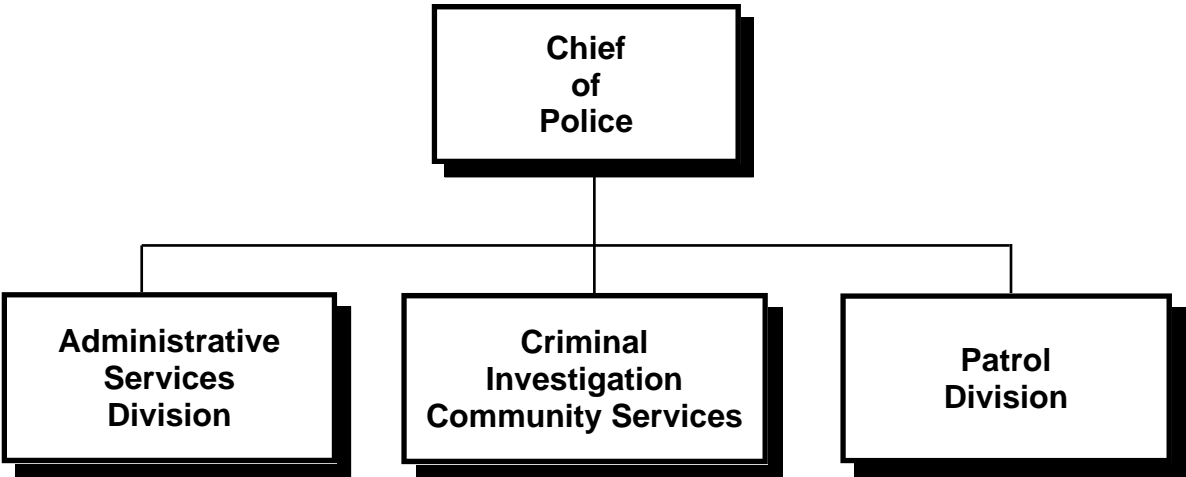 Chief
of
Police
Administrative
Services
Division
Criminal
Investigation
Community Services
Patrol
Division